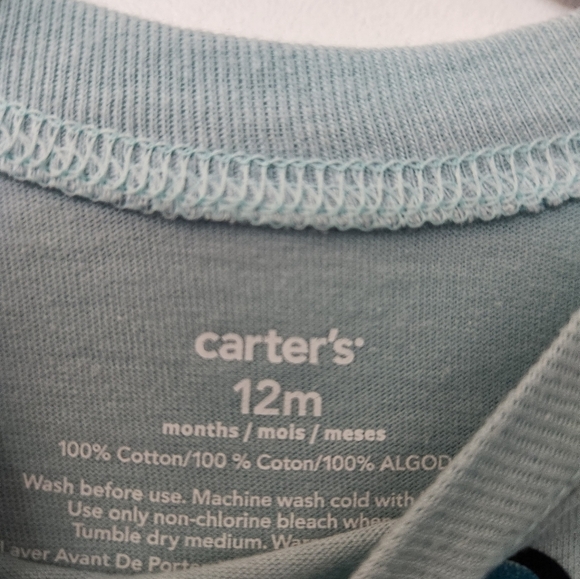 carter's
12m
months / mois / meses
100% Cotton/100 % Coton/100% ALGOD
Wash before use. Machine wash cold with
Use only non-chlorine bleach when
Tumble dry medium.
Laver Avant De